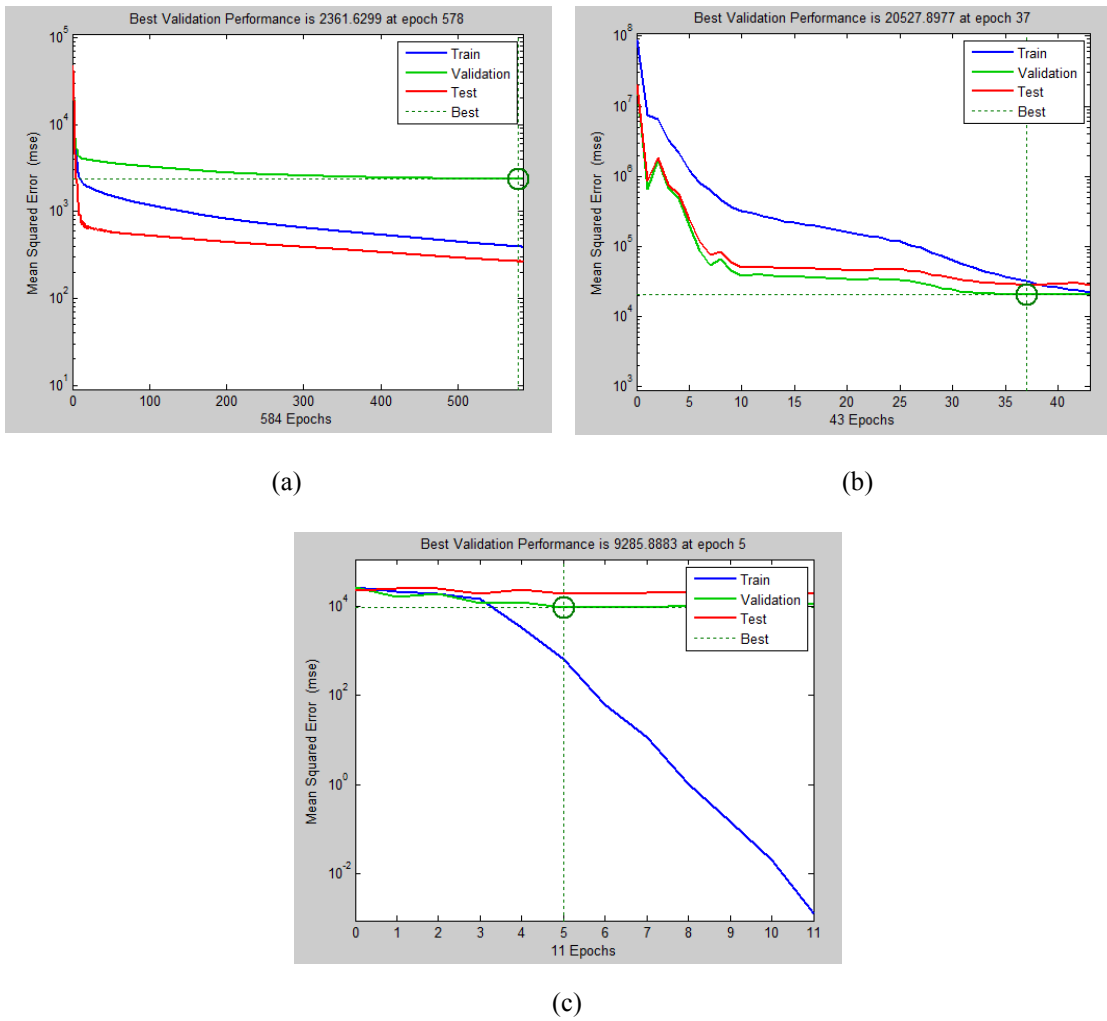 Best Validation Performance is 2361.6299 at epoch 578
10^5
10^4
10^3
10^2
10^1
Mean Squared Error (mse)
Train
Validation
Test
Best
0 100 200 300 400 500
584 Epochs
(a)
Best Validation Performance is 20527.8977 at epoch 37
10^8
10^7
10^6
10^5
10^4
10^3
Mean Squared Error (mse)
Train
Validation
Test
Best
0 5 10 15 20 25 30 35 40
43 Epochs
(b)
Best Validation Performance is 9285.8883 at epoch 5
10^4
10^2
10^0
10^-2
Mean Squared Error (mse)
Train
Validation
Test
Best
0 1 2 3 4 5 6 7 8 9 10 11
11 Epochs
(c)